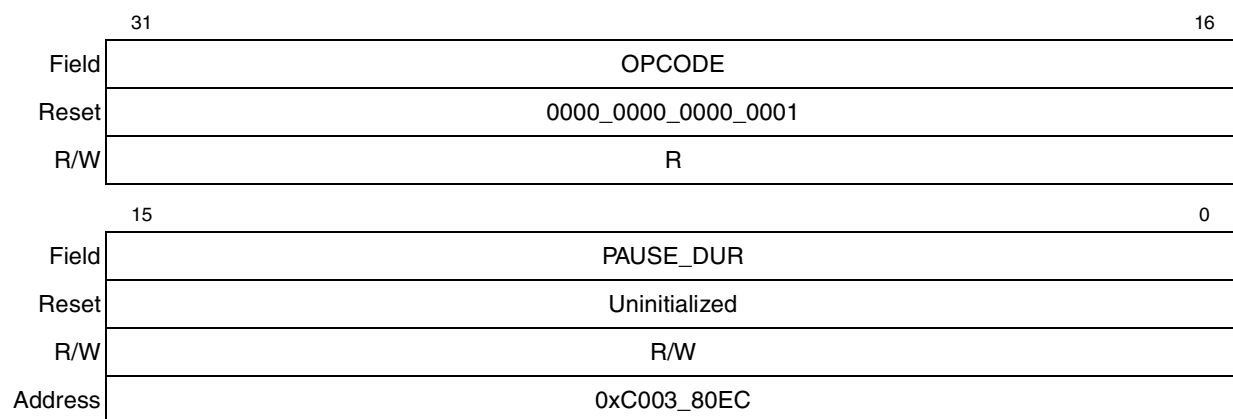 31 16
Field OPCODE
Reset 0000_0000_0000_0001
R/W R
15 0
Field PAUSE_DUR
Reset Uninitialized
R/W R/W
Address 0xC003_80EC